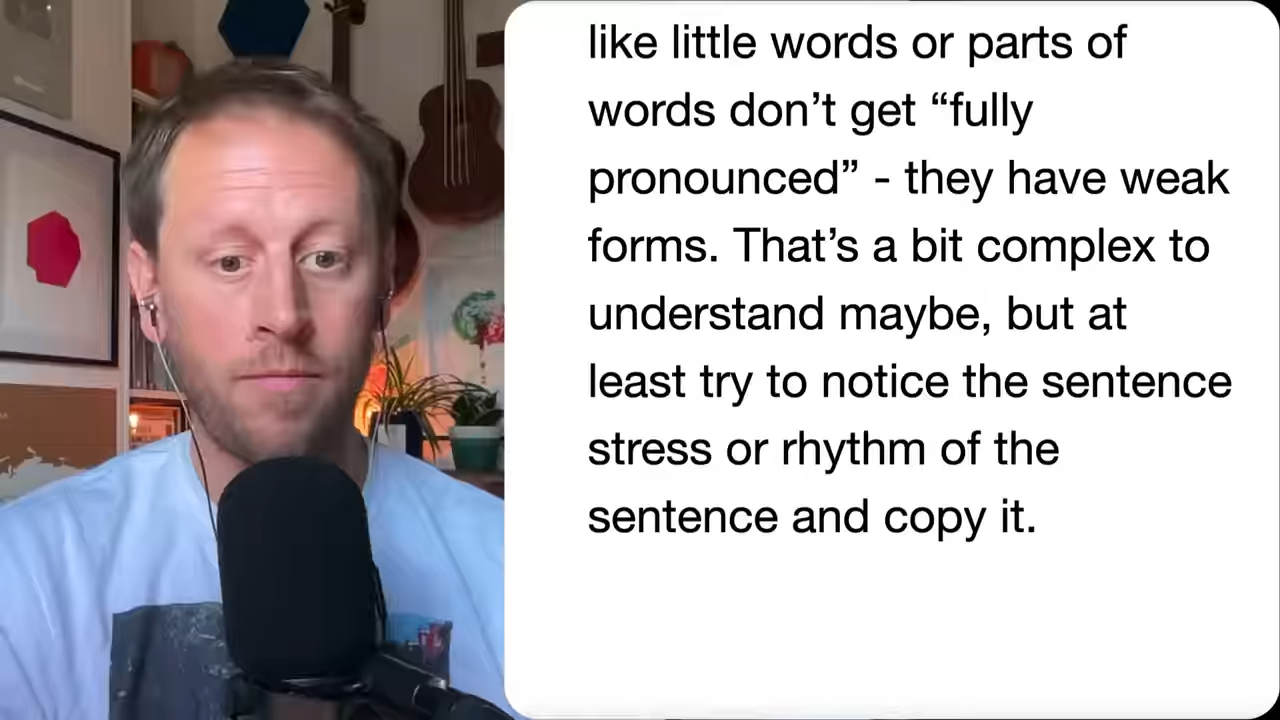 like little words or parts of
words don’t get “fully
pronounced” - they have weak
forms. That’s a bit complex to
understand maybe, but at
least try to notice the sentence
stress or rhythm of the
sentence and copy it.